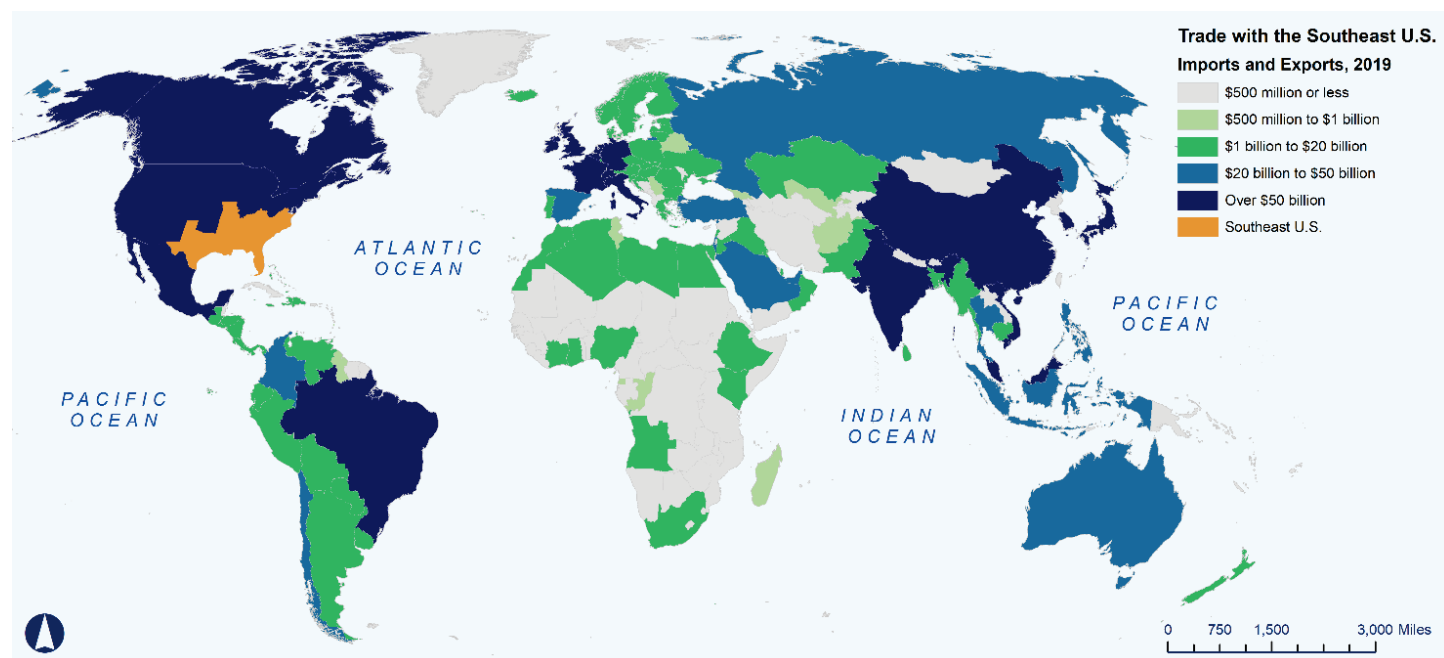 Trade with the Southeast U.S.
Imports and Exports, 2019
$500 million or less
$500 million to $1 billion
$1 billion to $20 billion
$20 billion to $50 billion
Over $50 billion
Southeast U.S.
ATLANTIC
OCEAN
PACIFIC
OCEAN
PACIFIC
OCEAN
INDIAN
OCEAN
0 750 1,500 3,000 Miles